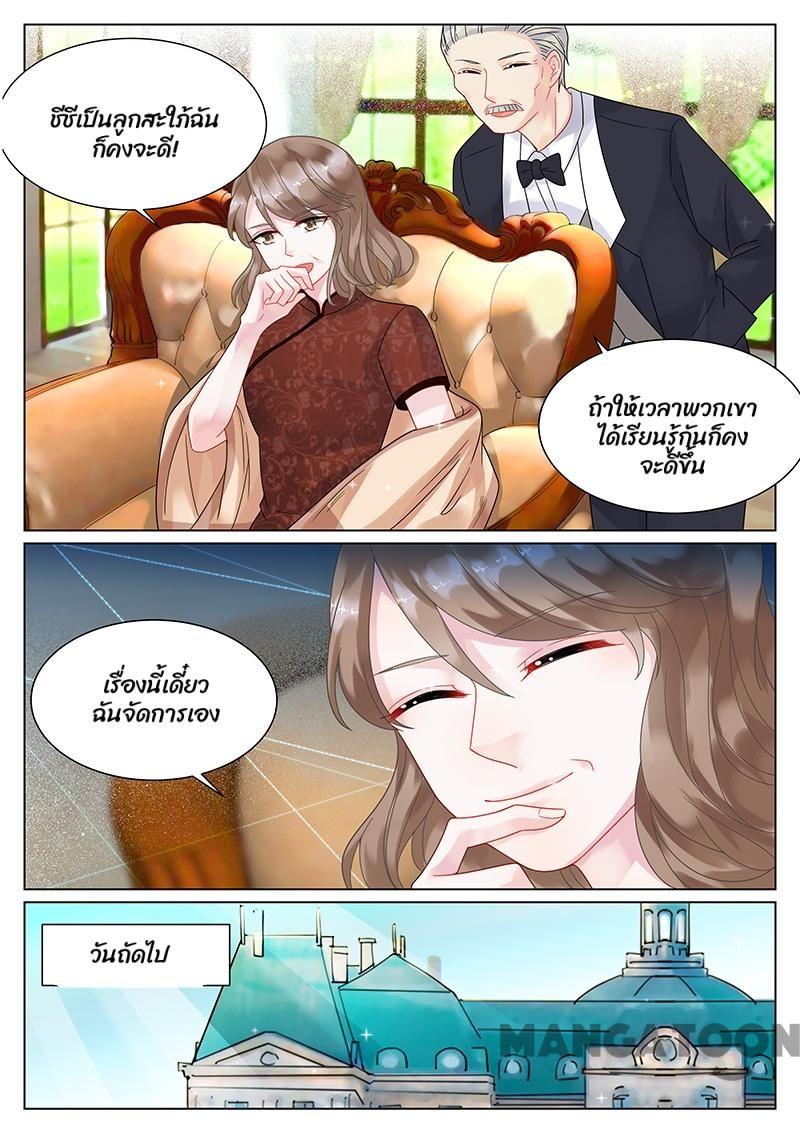 ชีซีเป็นลูกสะใภ้ฉัน
ก็คงจะดี!
ถ้าให้เวลาพวกเขา
ได้เรียนรู้กันก็คง
จะดีขึ้น
เรื่องนี้เดี๋ยว
ฉันจัดการเอง
วันถัดไป
MANGATOON